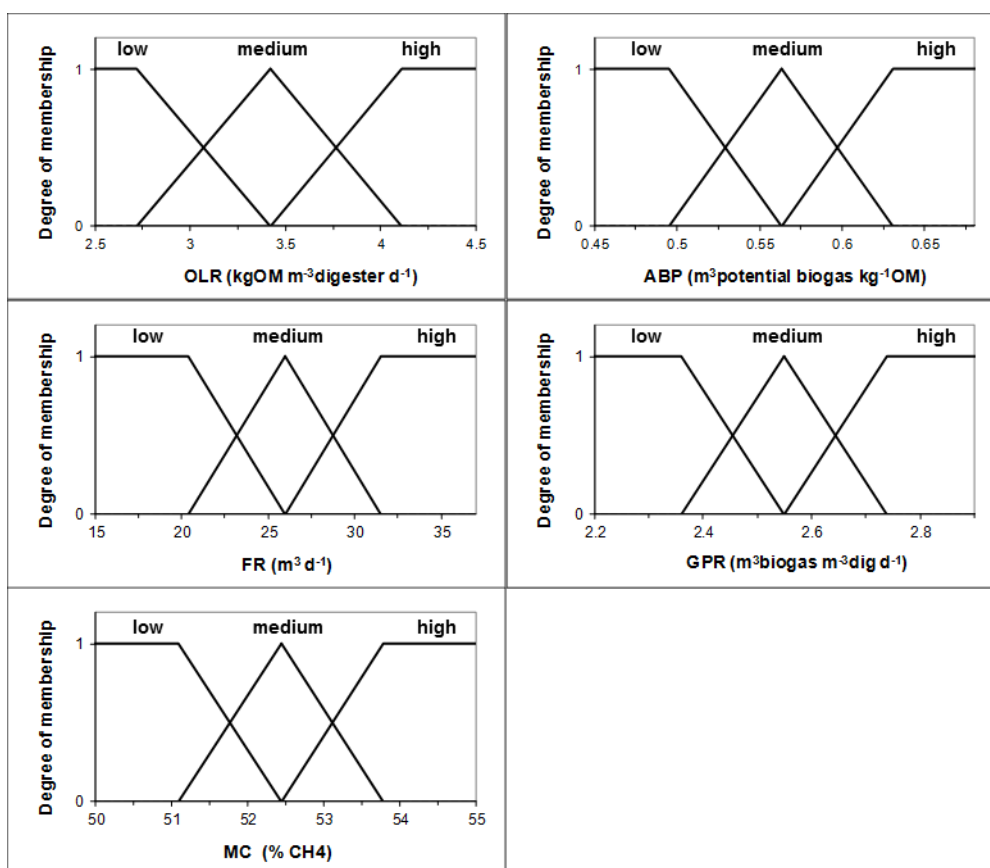 low medium high
Degree of membership
1
0
2.5 3 3.5 4 4.5
OLR (kgOM m⁻³digester d⁻¹)
low medium high
Degree of membership
1
0
0.45 0.5 0.55 0.6 0.65
ABP (m³potential biogas kg⁻¹OM)
low medium high
Degree of membership
1
0
15 20 25 30 35
FR (m³ d⁻¹)
low medium high
Degree of membership
1
0
2.2 2.4 2.6 2.8
GPR (m³biogas m⁻³dig d⁻¹)
low medium high
Degree of membership
1
0
50 51 52 53 54 55
MC (% CH4)